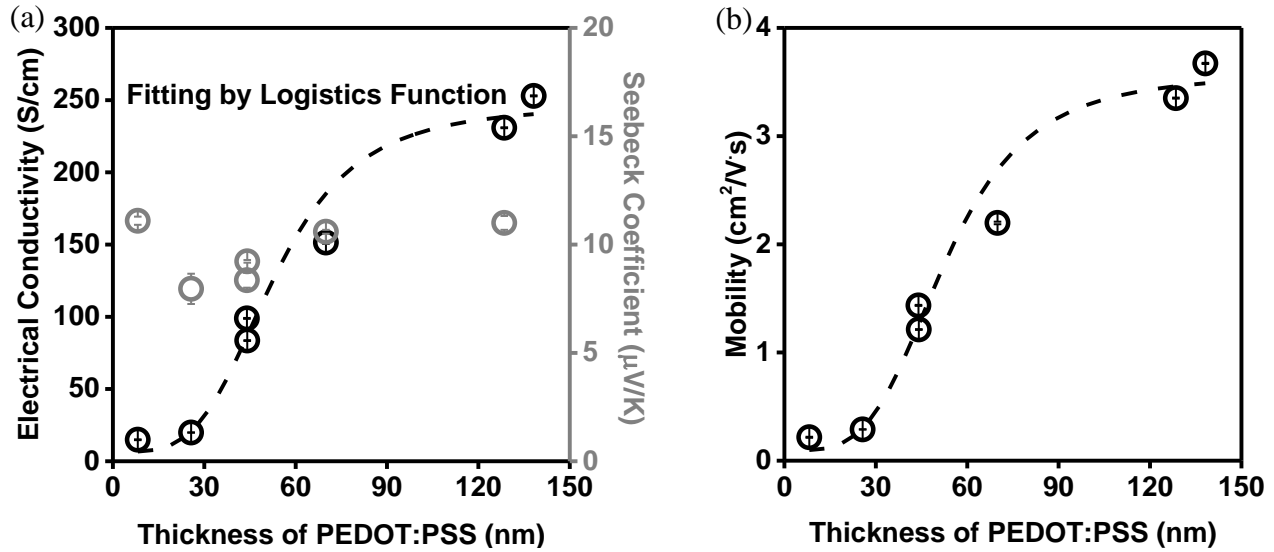 (a)
300
250
200
150
100
50
0
Electrical Conductivity (S/cm)
Fitting by Logistics Function
20
15
10
5
0
Seebeck Coefficient (μV/K)
0 30 60 90 120 150
Thickness of PEDOT:PSS (nm)
(b)
4
3
2
1
0
Mobility (cm²/V·s)
0 30 60 90 120 150
Thickness of PEDOT:PSS (nm)